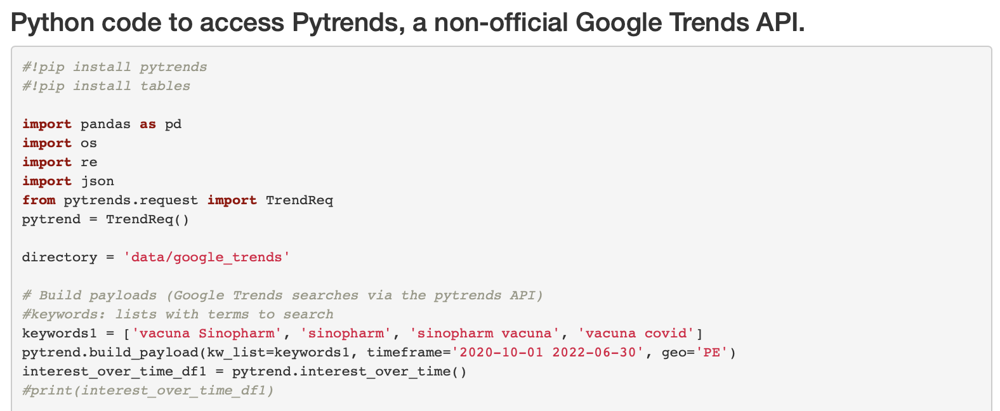 Python code to access Pytrends, a non-official Google Trends API.
#!pip install pytrends
#!pip install tables
import pandas as pd
import os
import re
import json
from pytrends.request import TrendReq
pytrend = TrendReq()
directory = 'data/google_trends'
# Build payloads (Google Trends searches via the pytrends API)
#keywords: lists with terms to search
keywords1 = ['vacuna Sinopharm', 'sinopharm', 'sinopharm vacuna', 'vacuna covid']
pytrend.build_payload(kw_list=keywords1, timeframe='2020-10-01 2022-06-30', geo='PE')
interest_over_time_df1 = pytrend.interest_over_time()
#print(interest_over_time_df1)